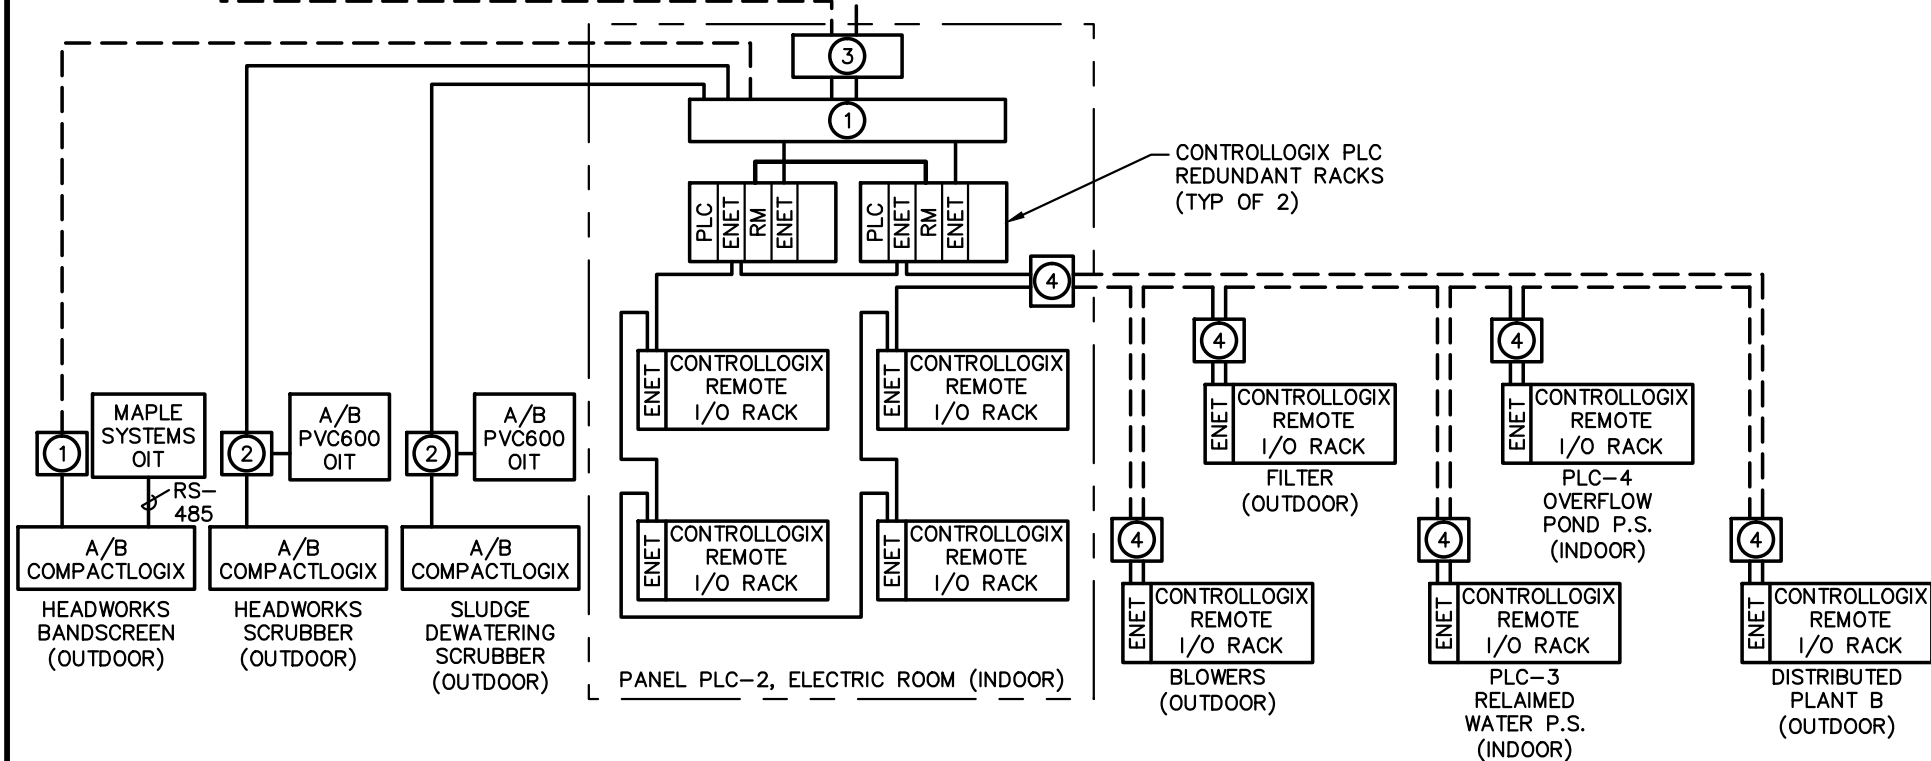 3
1
CONTROLLOGIX PLC
REDUNDANT RACKS
(TYP OF 2)
PLC
ENET
RM
ENET
PLC
ENET
RM
ENET
4
ENET
CONTROLLOGIX
REMOTE
I/O RACK
ENET
CONTROLLOGIX
REMOTE
I/O RACK
ENET
CONTROLLOGIX
REMOTE
I/O RACK
ENET
CONTROLLOGIX
REMOTE
I/O RACK
PANEL PLC-2, ELECTRIC ROOM (INDOOR)
1
MAPLE
SYSTEMS
OIT
RS-
485
A/B
COMPACTLOGIX
HEADWORKS
BANDSCREEN
(OUTDOOR)
2
A/B
PVC600
OIT
A/B
COMPACTLOGIX
HEADWORKS
SCRUBBER
(OUTDOOR)
2
A/B
PVC600
OIT
A/B
COMPACTLOGIX
SLUDGE
DEWATERING
SCRUBBER
(OUTDOOR)
4
ENET
CONTROLLOGIX
REMOTE
I/O RACK
FILTER
(OUTDOOR)
4
ENET
CONTROLLOGIX
REMOTE
I/O RACK
PLC-4
OVERFLOW
POND P.S.
(INDOOR)
4
ENET
CONTROLLOGIX
REMOTE
I/O RACK
BLOWERS
(OUTDOOR)
4
ENET
CONTROLLOGIX
REMOTE
I/O RACK
PLC-3
RELAIMED
WATER P.S.
(INDOOR)
4
ENET
CONTROLLOGIX
REMOTE
I/O RACK
DISTRIBUTED
PLANT B
(OUTDOOR)